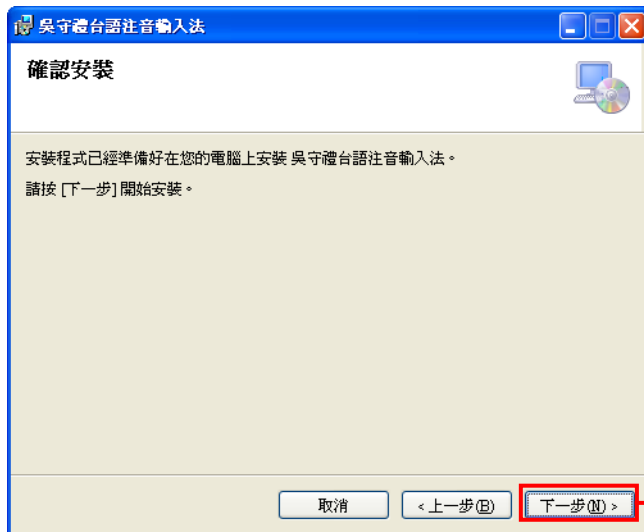 吳守禮台語注音輸入法
確認安裝
安裝程式已經準備好在您的電腦上安裝 吳守禮台語注音輸入法。
請按 [下一步] 開始安裝。
取消
<上一步(B)
下一步(N) >